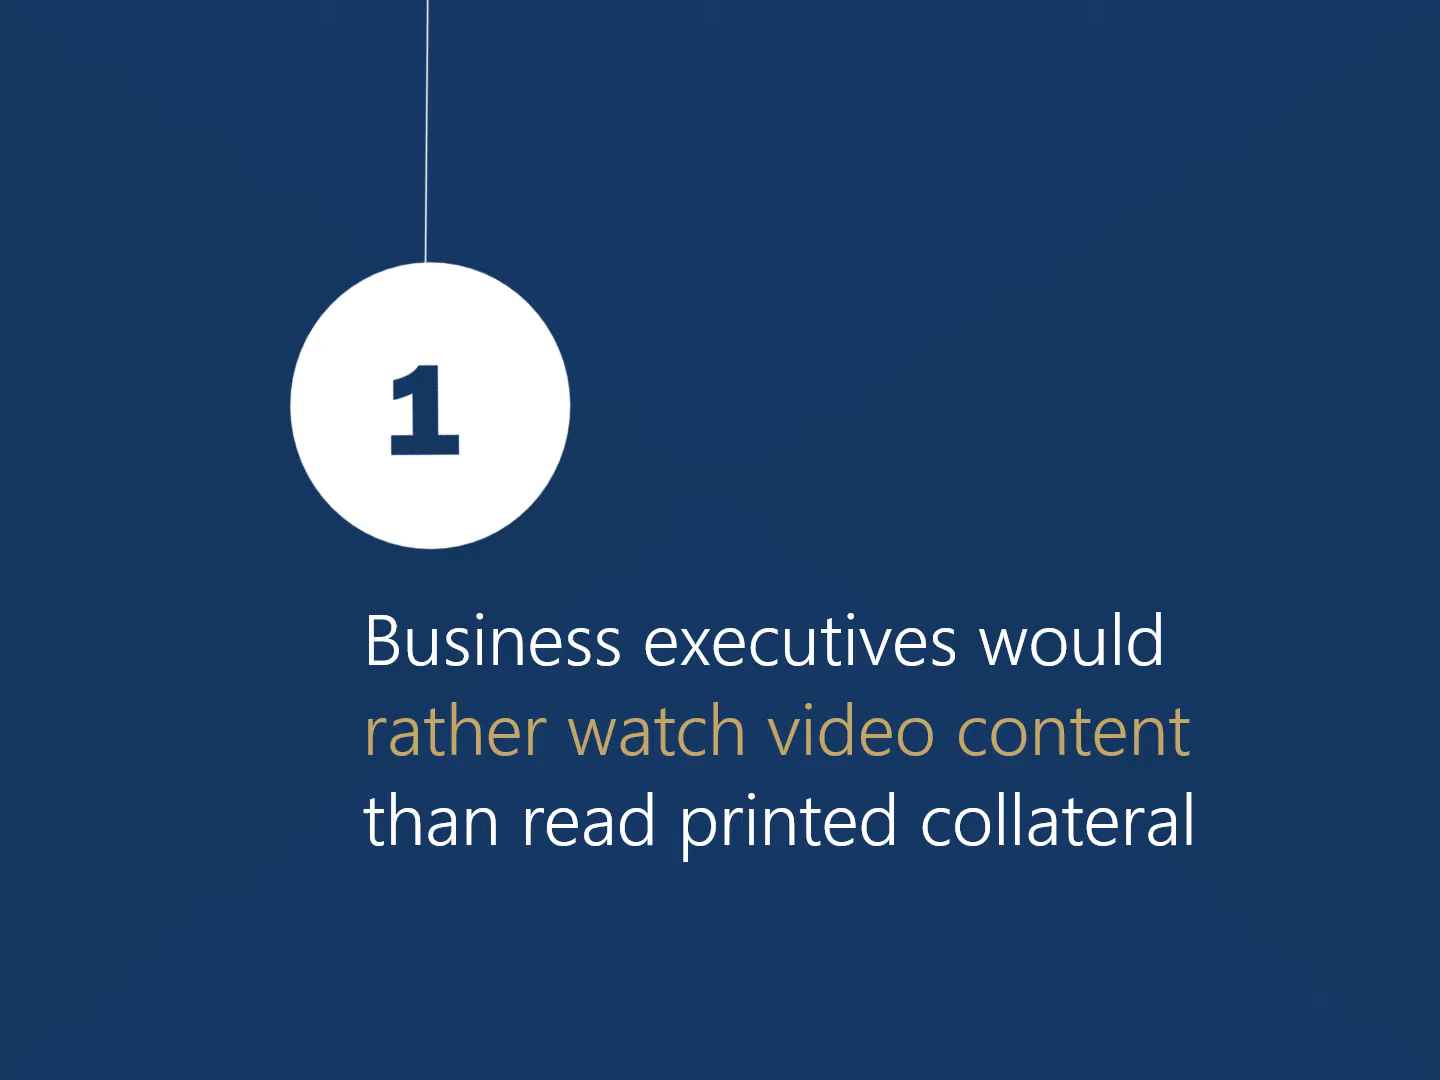 1
Business executives would
rather watch video content
than read printed collateral